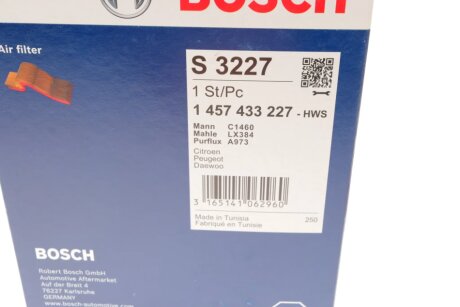 BOSCH
Air filter
S 3227
1 St/Pc
1 457 433 227 - HWS
Mann C1460
Mahle LX384
Purflux A973
Citroen
Peugeot
Daewoo
3 165141 062960
Made in Tunisia
Fabriqué en Tunisie
250
BOSCH
Robert Bosch GmbH
Automotive Aftermarket
Auf der Breit 4
76227 Karlsruhe
GERMANY
www.bosch-automotive.com